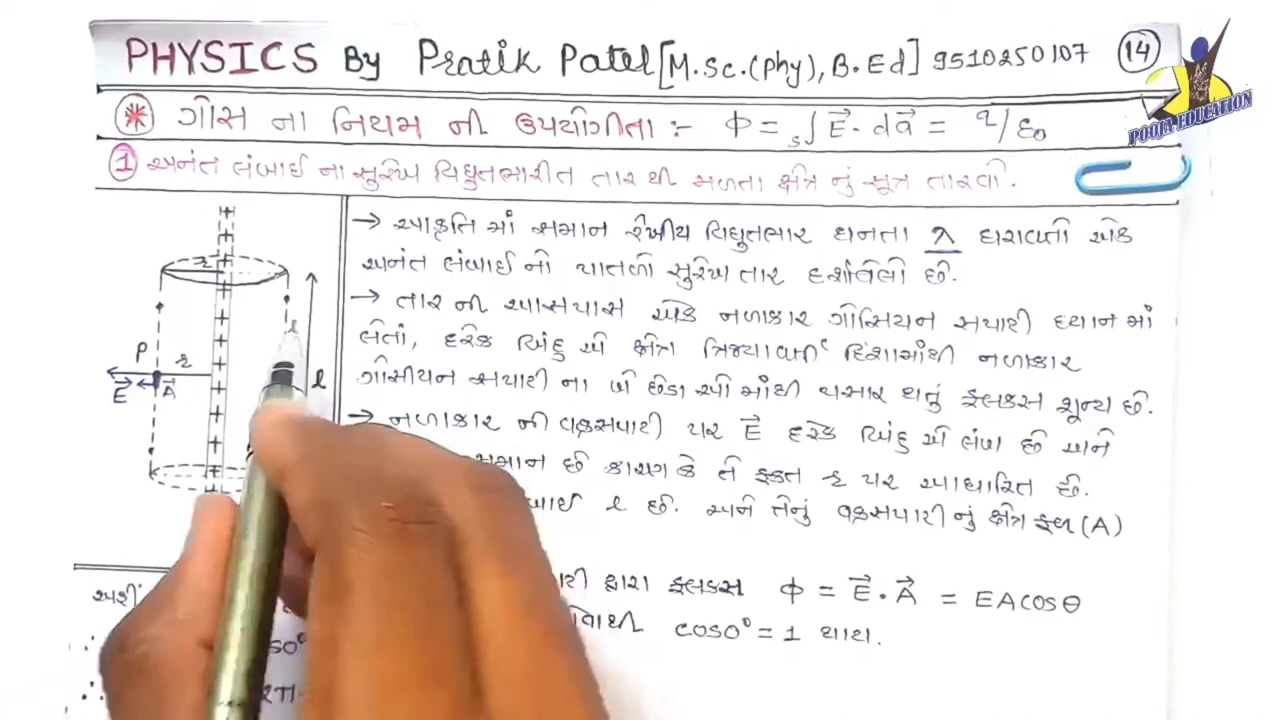 PHYSICS By Pratik Patel [M.Sc.(Phy), B.Ed] 9510250107 14
POOJA EDUCATION
* ગૌસ ના નિયમ ની ઉપયોગીતા :- Φ = s∫ E⃗ · da⃗ = q/ε₀
1 અનંત લંબાઈ ના સુરેખ વિદ્યુતભારીત તાર થી મળતા ક્ષેત્ર નું સૂત્ર તારવો.
→ આકૃતિ માં સમાન રેખીય વિદ્યુતભાર ઘનતા λ ધરાવતો એક
અનંત લંબાઈ નો પાતળો સુરેખ તાર દર્શાવેલો છે.
→ તાર ની આસપાસ એક નળાકાર ગૌસિયન સપાટી ધ્યાન માં
લેતાં, દરેક બિંદુ એ ક્ષેત્ર ત્રિજ્યાવર્તી દિશામાંથી નળાકાર
ગૌસીયન સપાટી ના બે છેડા ઓ માંથી પસાર થતું ફ્લક્સ શૂન્ય છે.
→ નળાકાર ની વક્રસપાટી પર E⃗ દરેક બિંદુ એ લંબ છે અને
સમાન છે કારણ કે તે ફક્ત r પર આધારિત છે.
l છે. અને તેનું વક્રસપાટી નું ક્ષેત્રફળ (A)
દ્વારા ફ્લક્સ Φ = E⃗ · A⃗ = EA cosθ
cos0° = 1 થાય.
r
P
r
E⃗
A⃗
l